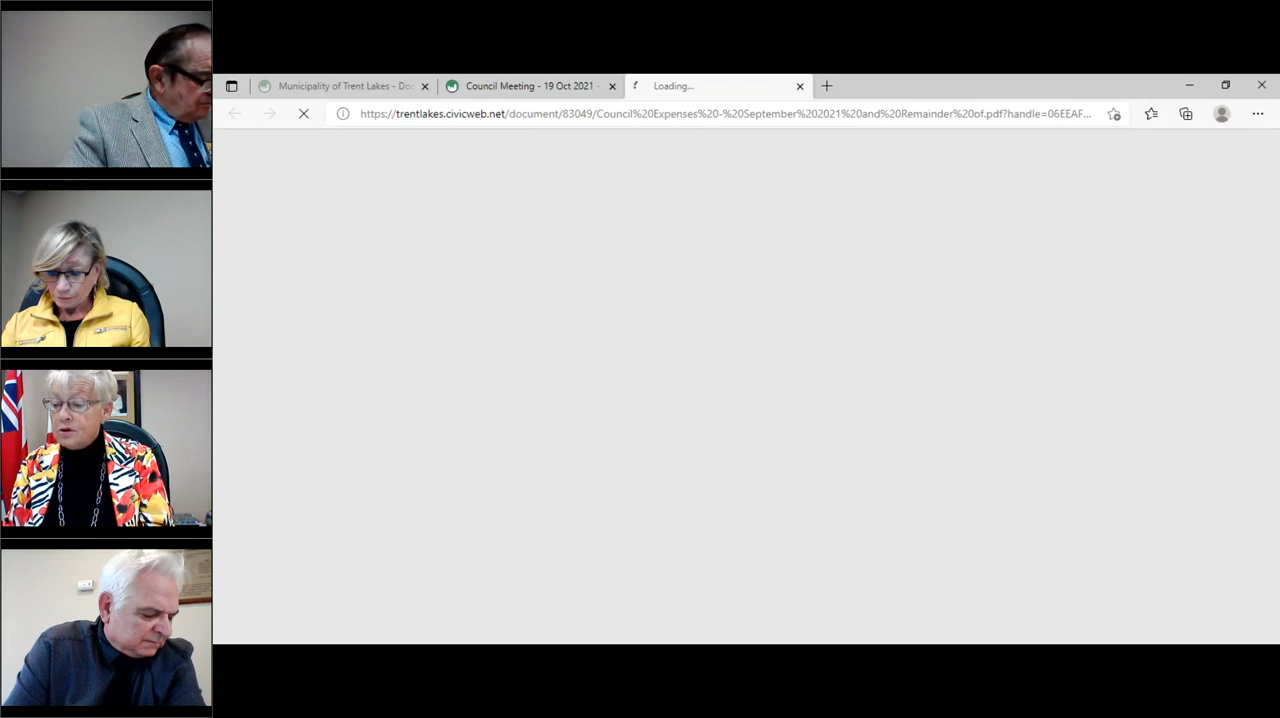 Municipality of Trent Lakes - Doc
Council Meeting - 19 Oct 2021 -
Loading...
https://trentlakes.civicweb.net/document/83049/Council%20Expenses%20-%20September%202021%20and%20Remainder%20of.pdf?handle=06EEAF...